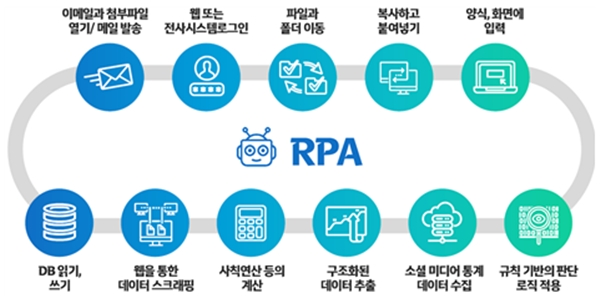 이메일과 첨부파일
열기/ 메일 발송
웹 또는
전사시스템로그인
파일과
폴더 이동
복사하고
붙여넣기
양식, 화면에
입력
RPA
DB 읽기,
쓰기
웹을 통한
데이터 스크래핑
사칙연산 등의
계산
구조화된
데이터 추출
소셜 미디어 통계
데이터 수집
규칙 기반의 판단
로직 적용